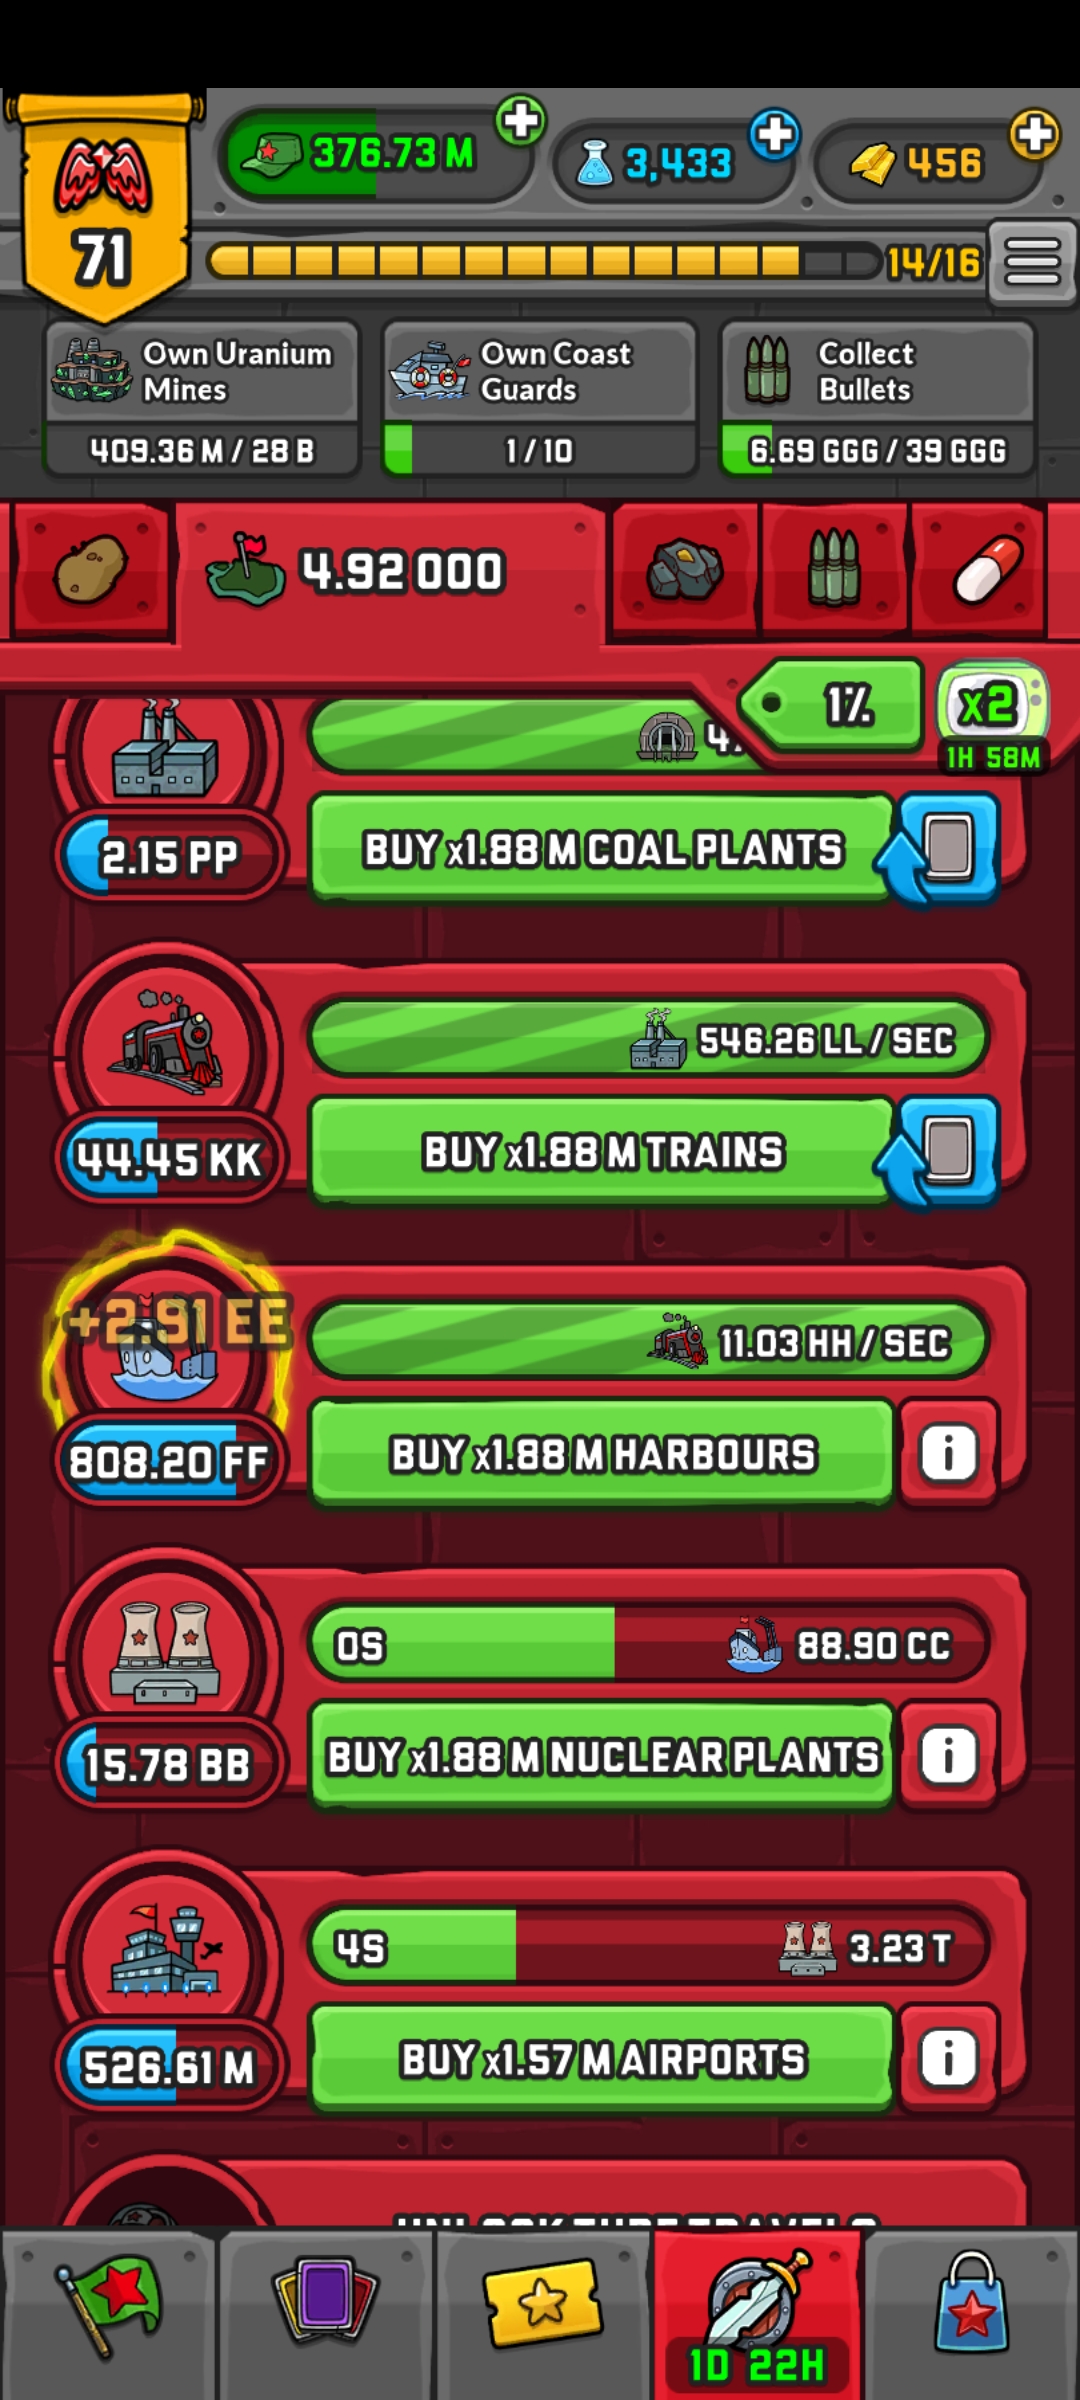 376.73 M
3,433
456
71
14/16
Own Uranium
Mines
409.36 M / 28 B
Own Coast
Guards
1 / 10
Collect
Bullets
6.69 GGG / 39 GGG
4.92 OOO
1%
x2
1H 58M
2.15 PP
BUY x1.88 M COAL PLANTS
546.26 LL / SEC
44.45 KK
BUY x1.88 M TRAINS
+2.91 EE
11.03 HH / SEC
808.20 FF
BUY x1.88 M HARBOURS
0S
88.90 CC
15.78 BB
BUY x1.88 M NUCLEAR PLANTS
4S
3.23 T
526.61 M
BUY x1.57 M AIRPORTS
1D 22H